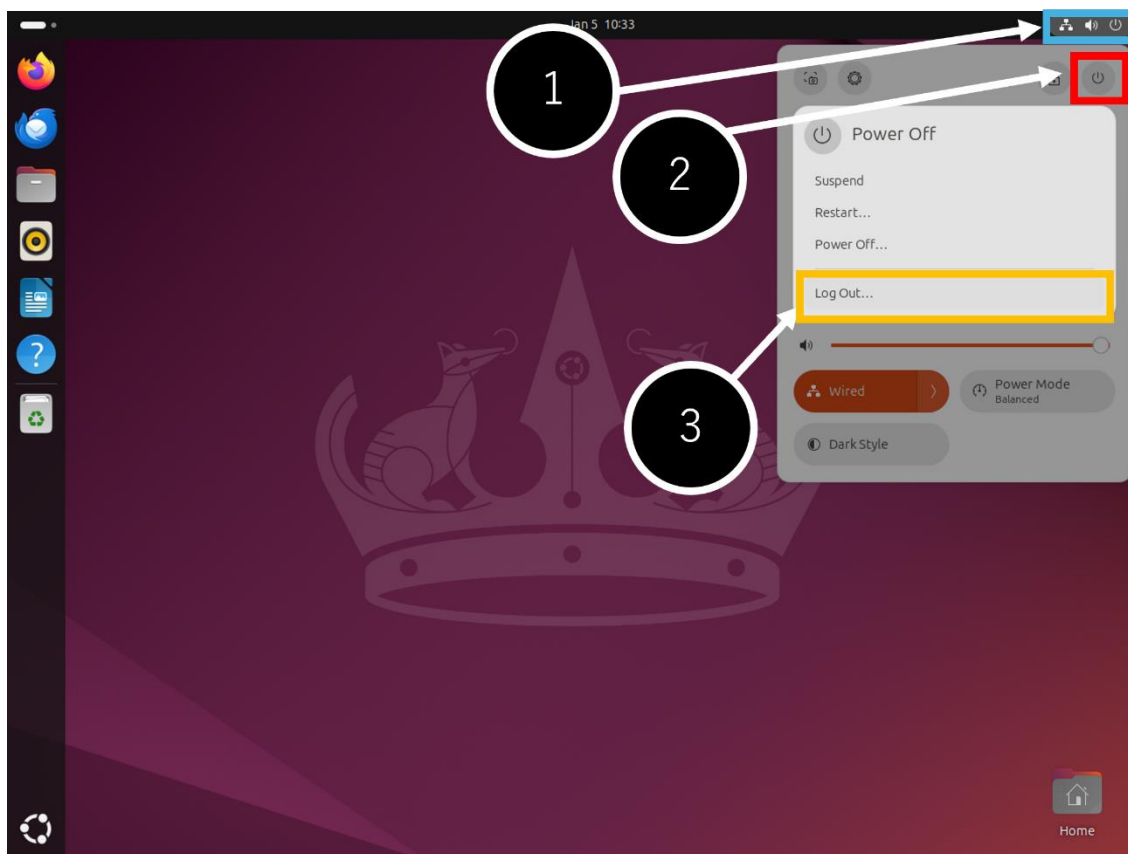 Jan 5 10:33
1
2
3
Power Off
Suspend
Restart...
Power Off...
Log Out...
Wired
Power Mode
Balanced
Dark Style
Home